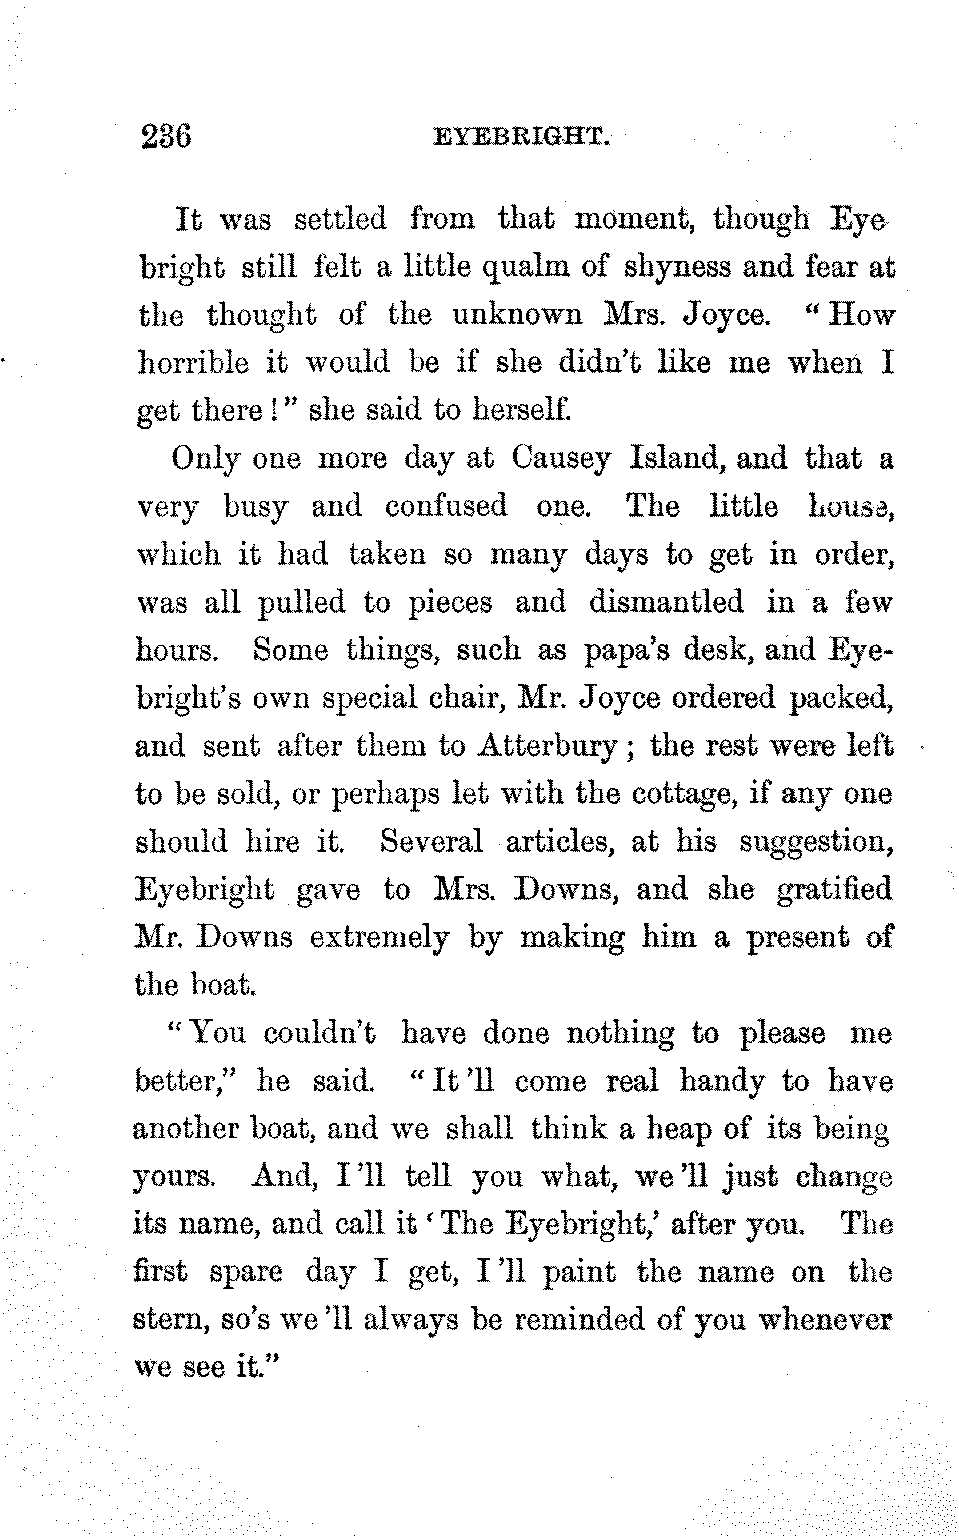 236 EYEBRIGHT.
It was settled from that moment, though Eye
bright still felt a little qualm of shyness and fear at
the thought of the unknown Mrs. Joyce. "How
horrible it would be if she didn't like me when I
get there!" she said to herself.
Only one more day at Causey Island, and that a
very busy and confused one. The little house,
which it had taken so many days to get in order,
was all pulled to pieces and dismantled in a few
hours. Some things, such as papa's desk, and Eye-
bright's own special chair, Mr. Joyce ordered packed,
and sent after them to Atterbury; the rest were left
to be sold, or perhaps let with the cottage, if any one
should hire it. Several articles, at his suggestion,
Eyebright gave to Mrs. Downs, and she gratified
Mr. Downs extremely by making him a present of
the boat.
"You couldn't have done nothing to please me
better," he said. "It 'll come real handy to have
another boat, and we shall think a heap of its being
yours. And, I 'll tell you what, we 'll just change
its name, and call it 'The Eyebright,' after you. The
first spare day I get, I 'll paint the name on the
stern, so's we 'll always be reminded of you whenever
we see it."